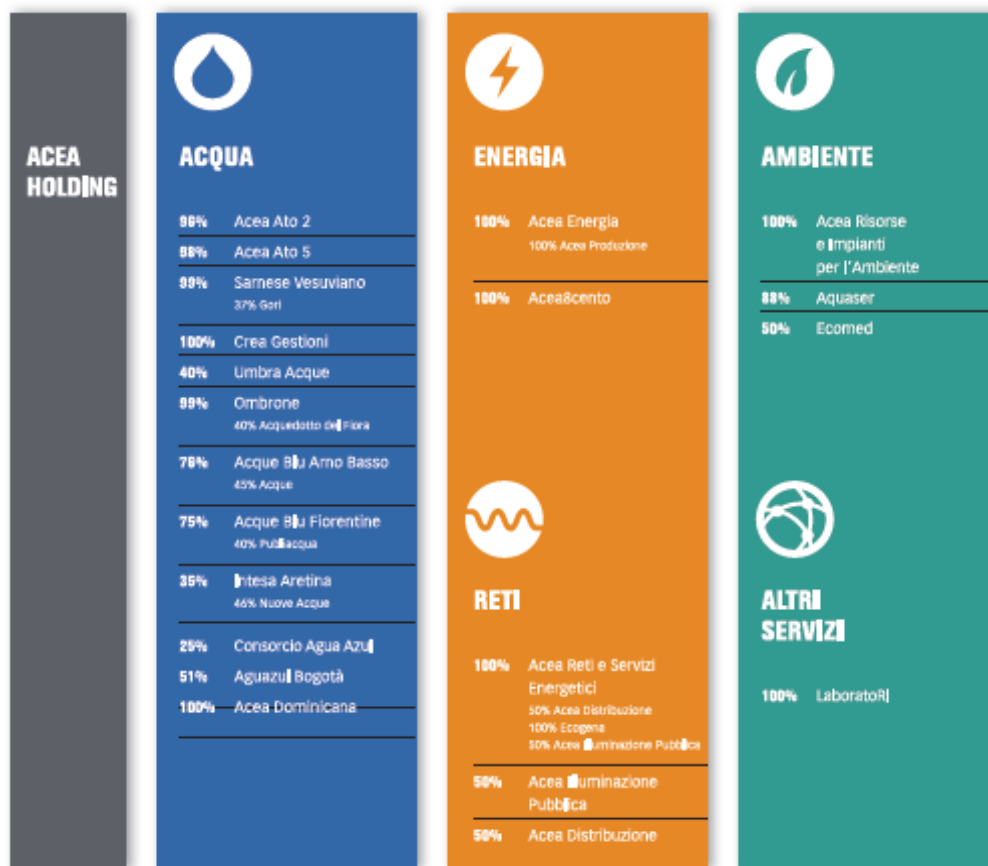 ACEA
HOLDING
ACQUA
96% Acea Ato 2
98% Acea Ato 5
99% Sarnese Vesuviano
37% Gori
100% Crea Gestioni
40% Umbra Acque
99% Ombrone
40% Acquedotto del Fiora
76% Acque Blu Arno Basso
45% Acque
75% Acque Blu Fiorentine
40% Publiacqua
35% Intesa Aretina
46% Nuove Acque
25% Consorcio Agua Azul
51% Aguazul Bogotà
100% Acea Dominicana
ENERGIA
100% Acea Energia
100% Acea Produzione
100% Acea8cento
RETI
100% Acea Reti e Servizi
Energetici
50% Acea Distribuzione
100% Ecogena
50% Acea Illuminazione Pubblica
50% Acea Illuminazione
Pubblica
50% Acea Distribuzione
AMBIENTE
100% Acea Risorse
e Impianti
per l'Ambiente
88% Aquaser
50% Ecomed
ALTRI
SERVIZI
100% LaboratoRI